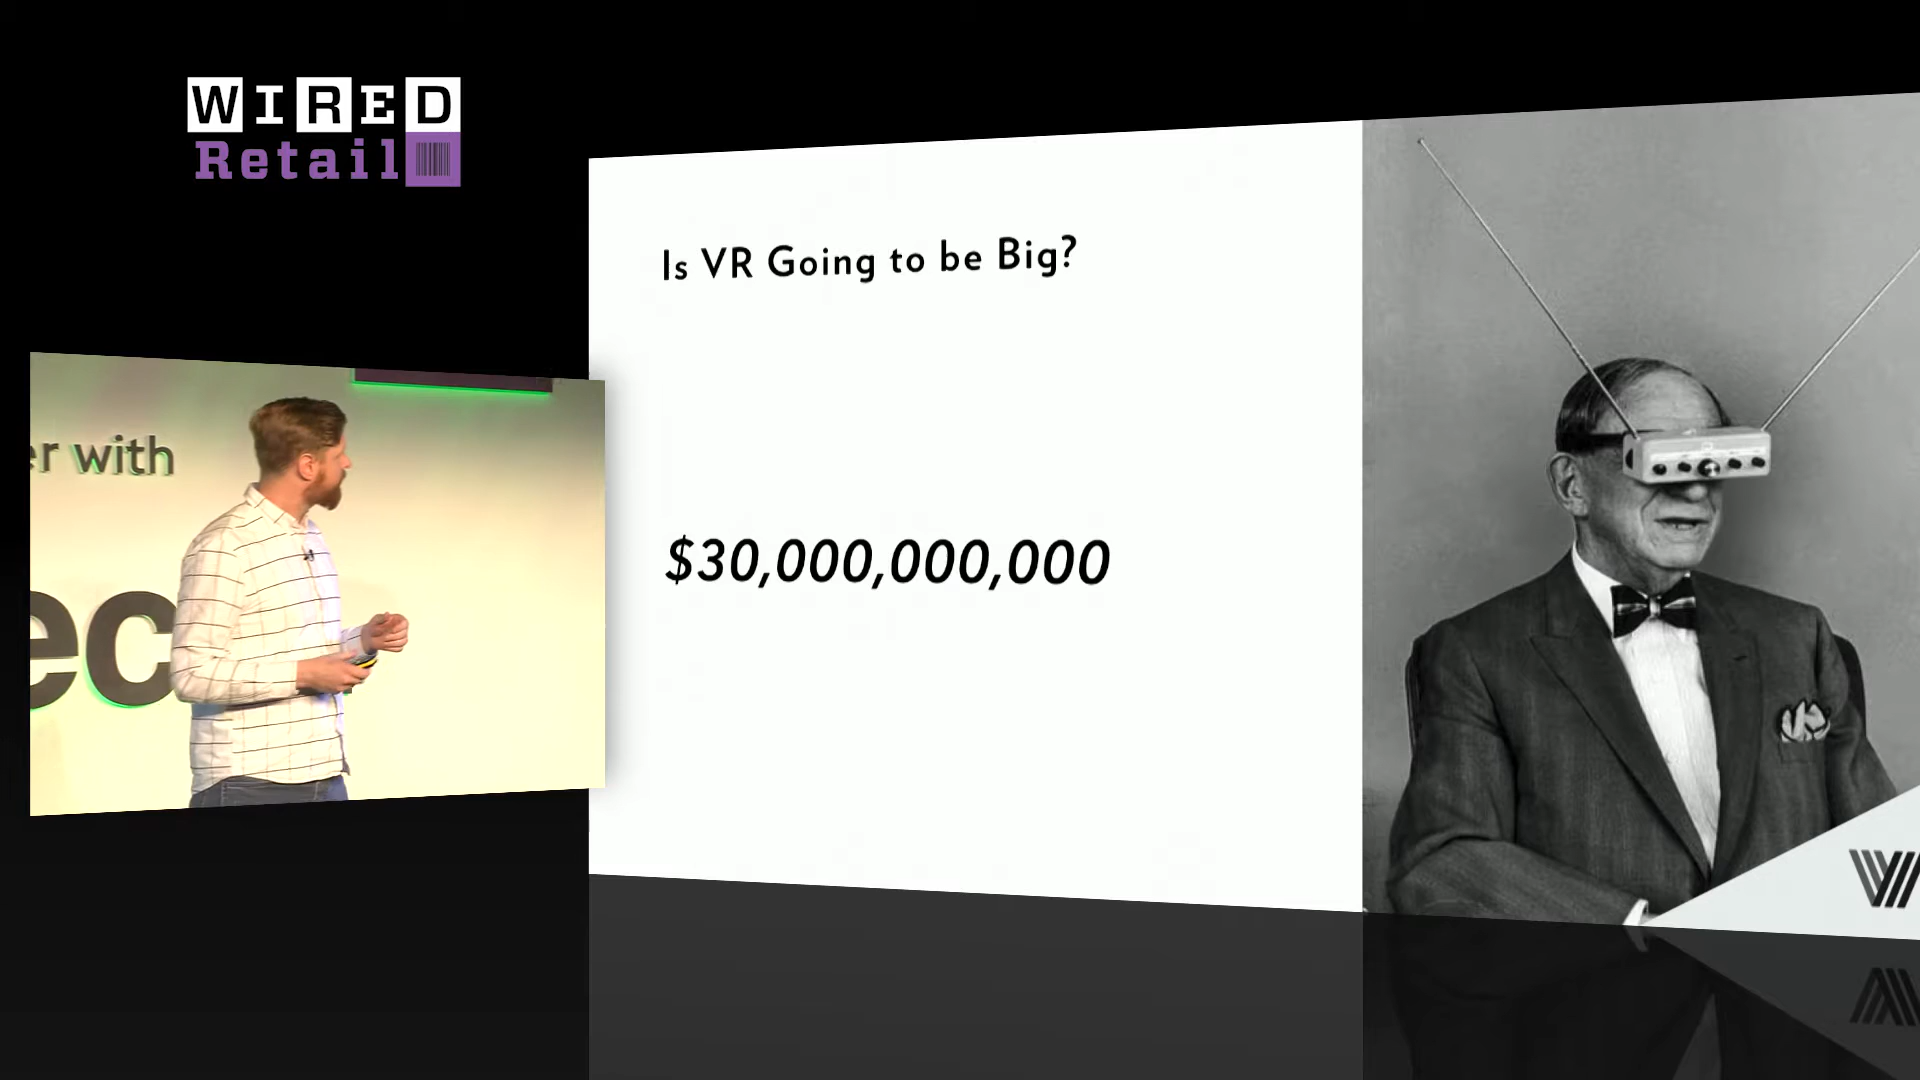 WIRED
Retail
Is VR Going to be Big?
er with
$30,000,000,000
ec